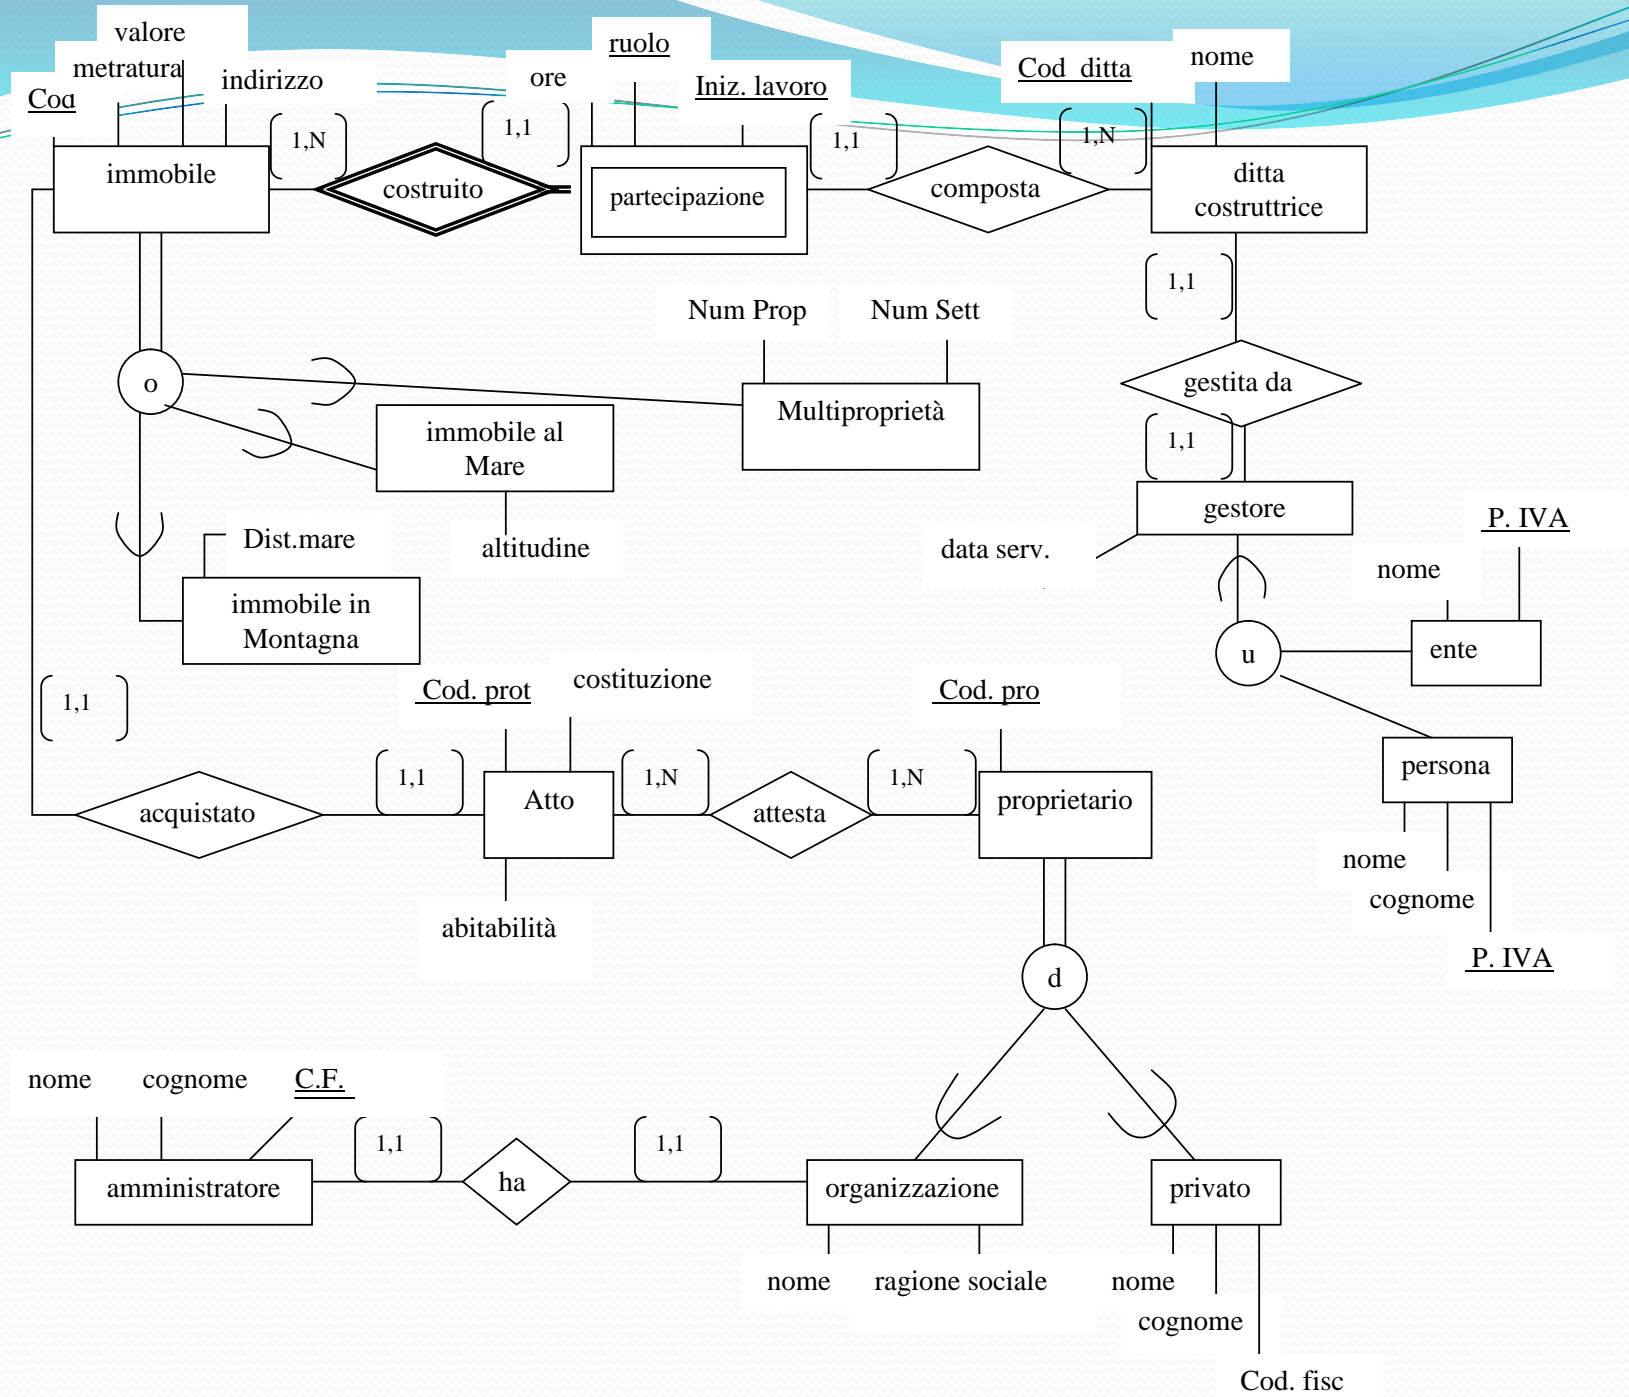 valore
metratura
Cod
indirizzo
ore
ruolo
Iniz. lavoro
Cod ditta
nome
1,N
1,1
1,1
1,N
immobile
costruito
partecipazione
composta
ditta
costruttrice
1,1
Num Prop
Num Sett
o
Multiproprietà
gestita da
immobile al
Mare
1,1
gestore
P. IVA
Dist.mare
altitudine
data serv.
nome
immobile in
Montagna
u
ente
1,1
Cod. prot
costituzione
Cod. pro
persona
1,1
1,N
1,N
acquistato
Atto
attesta
proprietario
nome
cognome
abitabilità
P. IVA
d
nome
cognome
C.F.
1,1
1,1
amministratore
ha
organizzazione
privato
nome
ragione sociale
nome
cognome
Cod. fisc